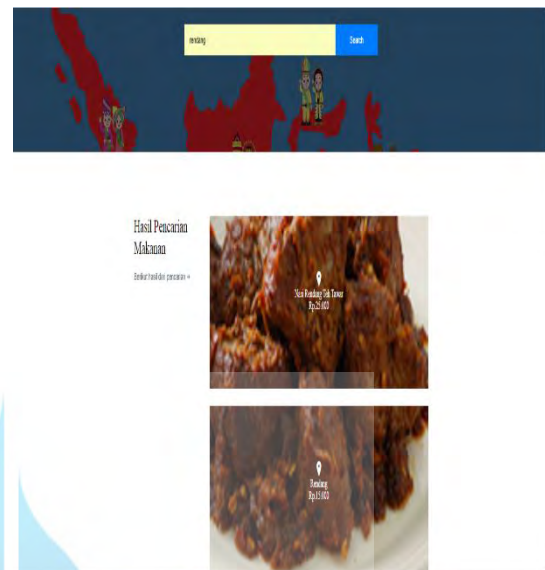 rendang
Search
Hasil Pencarian
Makanan
Berikut hasil dari pencarian
Nasi Rendang Teh Tawar
Rp.25.000
Rendang
Rp.15.000